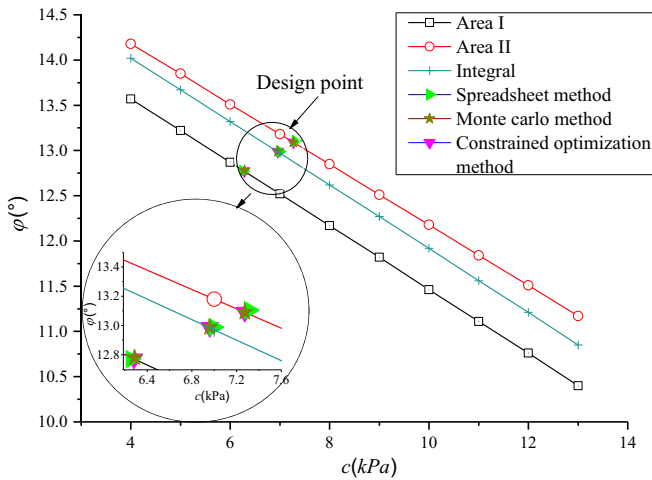 14.5
14.0
13.5
13.0
12.5
12.0
11.5
11.0
10.5
10.0
φ(°)
4
6
8
10
12
14
c(kPa)
Design point
Area I
Area II
Integral
Spreadsheet method
Monte carlo method
Constrained optimization
method
13.4
13.2
13.0
12.8
φ(°)
6.4
6.8
7.2
7.6
c(kPa)